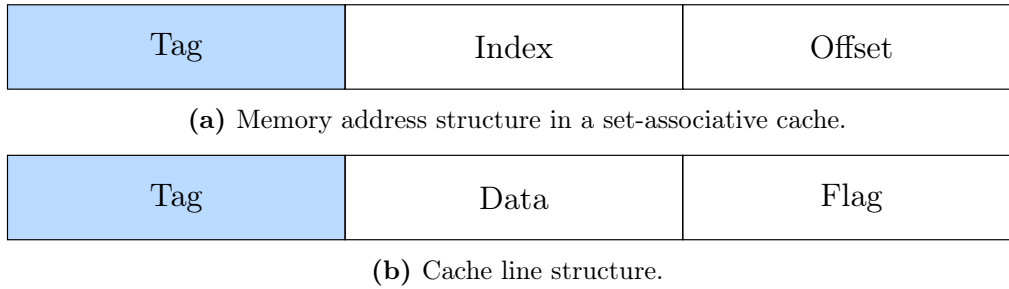 Tag Index Offset
(a) Memory address structure in a set-associative cache.
Tag Data Flag
(b) Cache line structure.